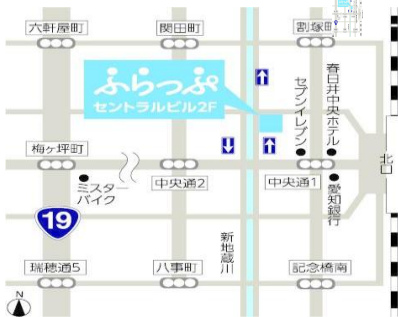 六軒屋町
関田町
割塚町
ふらっぷ
セントラルビル2F
セブンイレブン
春日井中央ホテル
梅ヶ坪町
ミスターバイク
中央通2
中央通1
愛知銀行
北口
19
新地蔵川
瑞穂通5
八事町
記念橋南
N